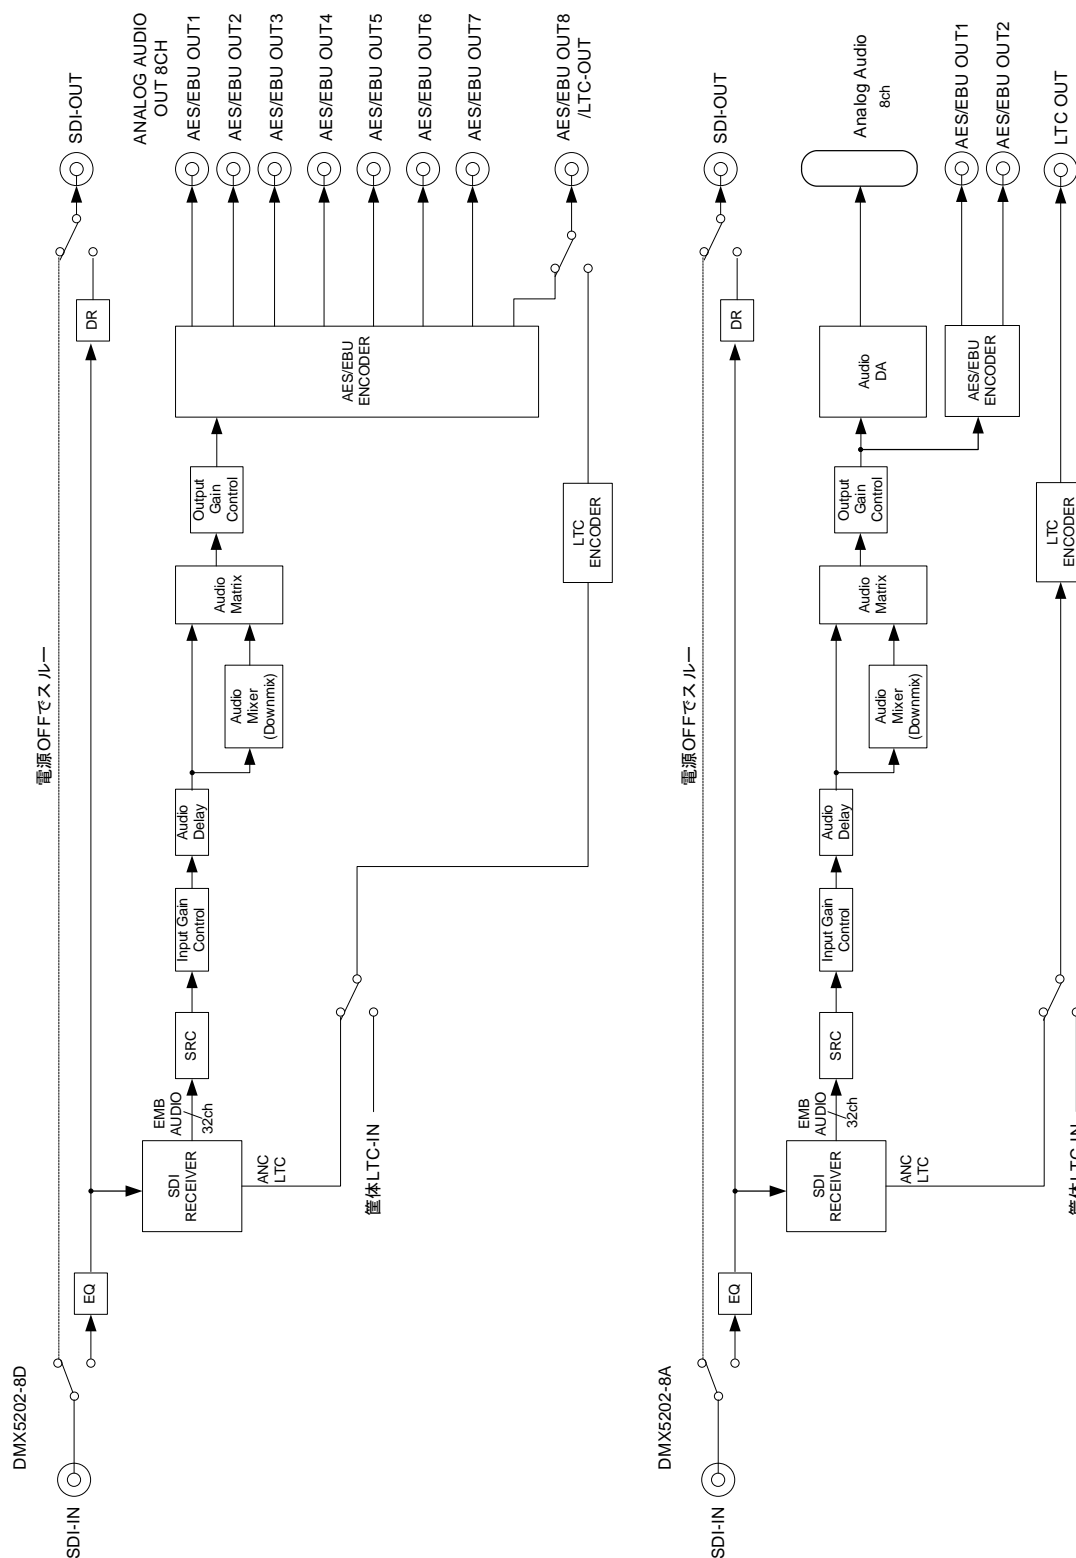 DMX5202-8D
SDI-IN
電源OFFでスルー
EQ
SDI
RECEIVER
EMB
AUDIO
32ch
ANC
LTC
筐体LTC-IN
SRC
Input Gain
Control
Audio
Delay
Audio
Mixer
(Downmix)
Audio
Matrix
Output
Gain
Control
LTC
ENCODER
AES/EBU
ENCODER
DR
SDI-OUT
ANALOG AUDIO
OUT 8CH
AES/EBU OUT1
AES/EBU OUT2
AES/EBU OUT3
AES/EBU OUT4
AES/EBU OUT5
AES/EBU OUT6
AES/EBU OUT7
AES/EBU OUT8
/LTC-OUT
DMX5202-8A
SDI-IN
電源OFFでスルー
EQ
SDI
RECEIVER
EMB
AUDIO
32ch
ANC
LTC
筐体LTC-IN
SRC
Input Gain
Control
Audio
Delay
Audio
Mixer
(Downmix)
Audio
Matrix
Output
Gain
Control
LTC
ENCODER
Audio
DA
AES/EBU
ENCODER
DR
SDI-OUT
Analog Audio
8ch
AES/EBU OUT1
AES/EBU OUT2
LTC OUT